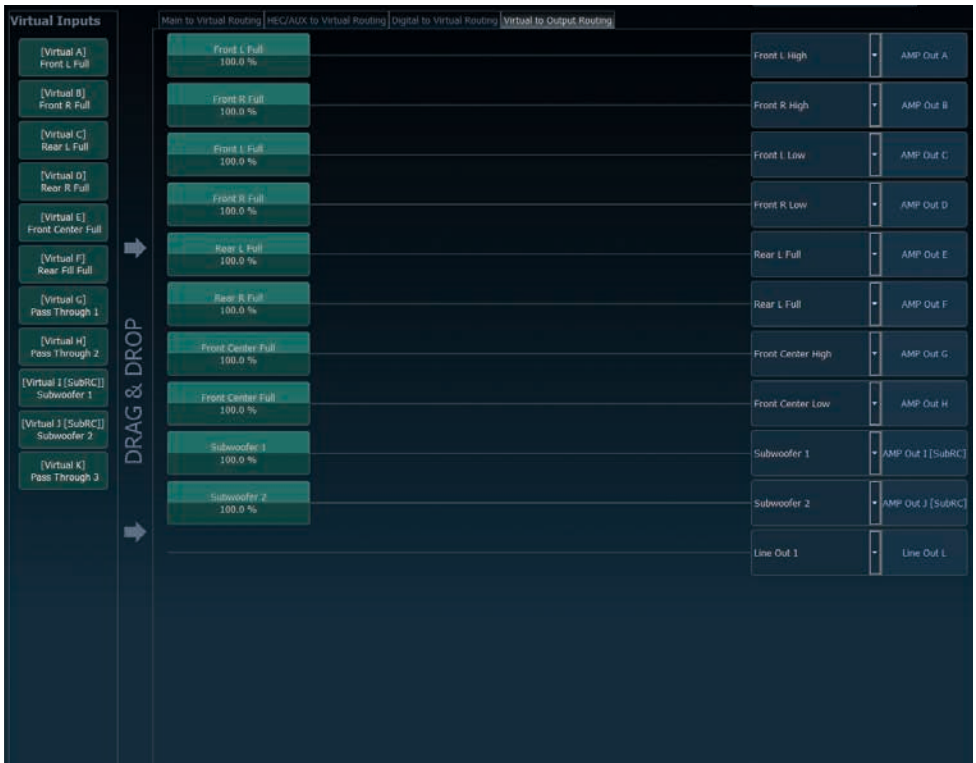 Virtual Inputs
[Virtual A]
Front L Full
[Virtual B]
Front R Full
[Virtual C]
Rear L Full
[Virtual D]
Rear R Full
[Virtual E]
Front Center Full
[Virtual F]
Rear Fill Full
[Virtual G]
Pass Through 1
[Virtual H]
Pass Through 2
[Virtual I [SubRC]]
Subwoofer 1
[Virtual J [SubRC]]
Subwoofer 2
[Virtual K]
Pass Through 3
DRAG & DROP
Main to Virtual Routing HEC/AUX to Virtual Routing Digital to Virtual Routing Virtual to Output Routing
Front L Full
100.0 %
Front L High AMP Out A
Front R Full
100.0 %
Front R High AMP Out B
Front L Full
100.0 %
Front L Low AMP Out C
Front R Full
100.0 %
Front R Low AMP Out D
Rear L Full
100.0 %
Rear L Full AMP Out E
Rear R Full
100.0 %
Rear L Full AMP Out F
Front Center Full
100.0 %
Front Center High AMP Out G
Front Center Full
100.0 %
Front Center Low AMP Out H
Subwoofer 1
100.0 %
Subwoofer 1 AMP Out I [SubRC]
Subwoofer 2
100.0 %
Subwoofer 2 AMP Out J [SubRC]
Line Out 1 Line Out L